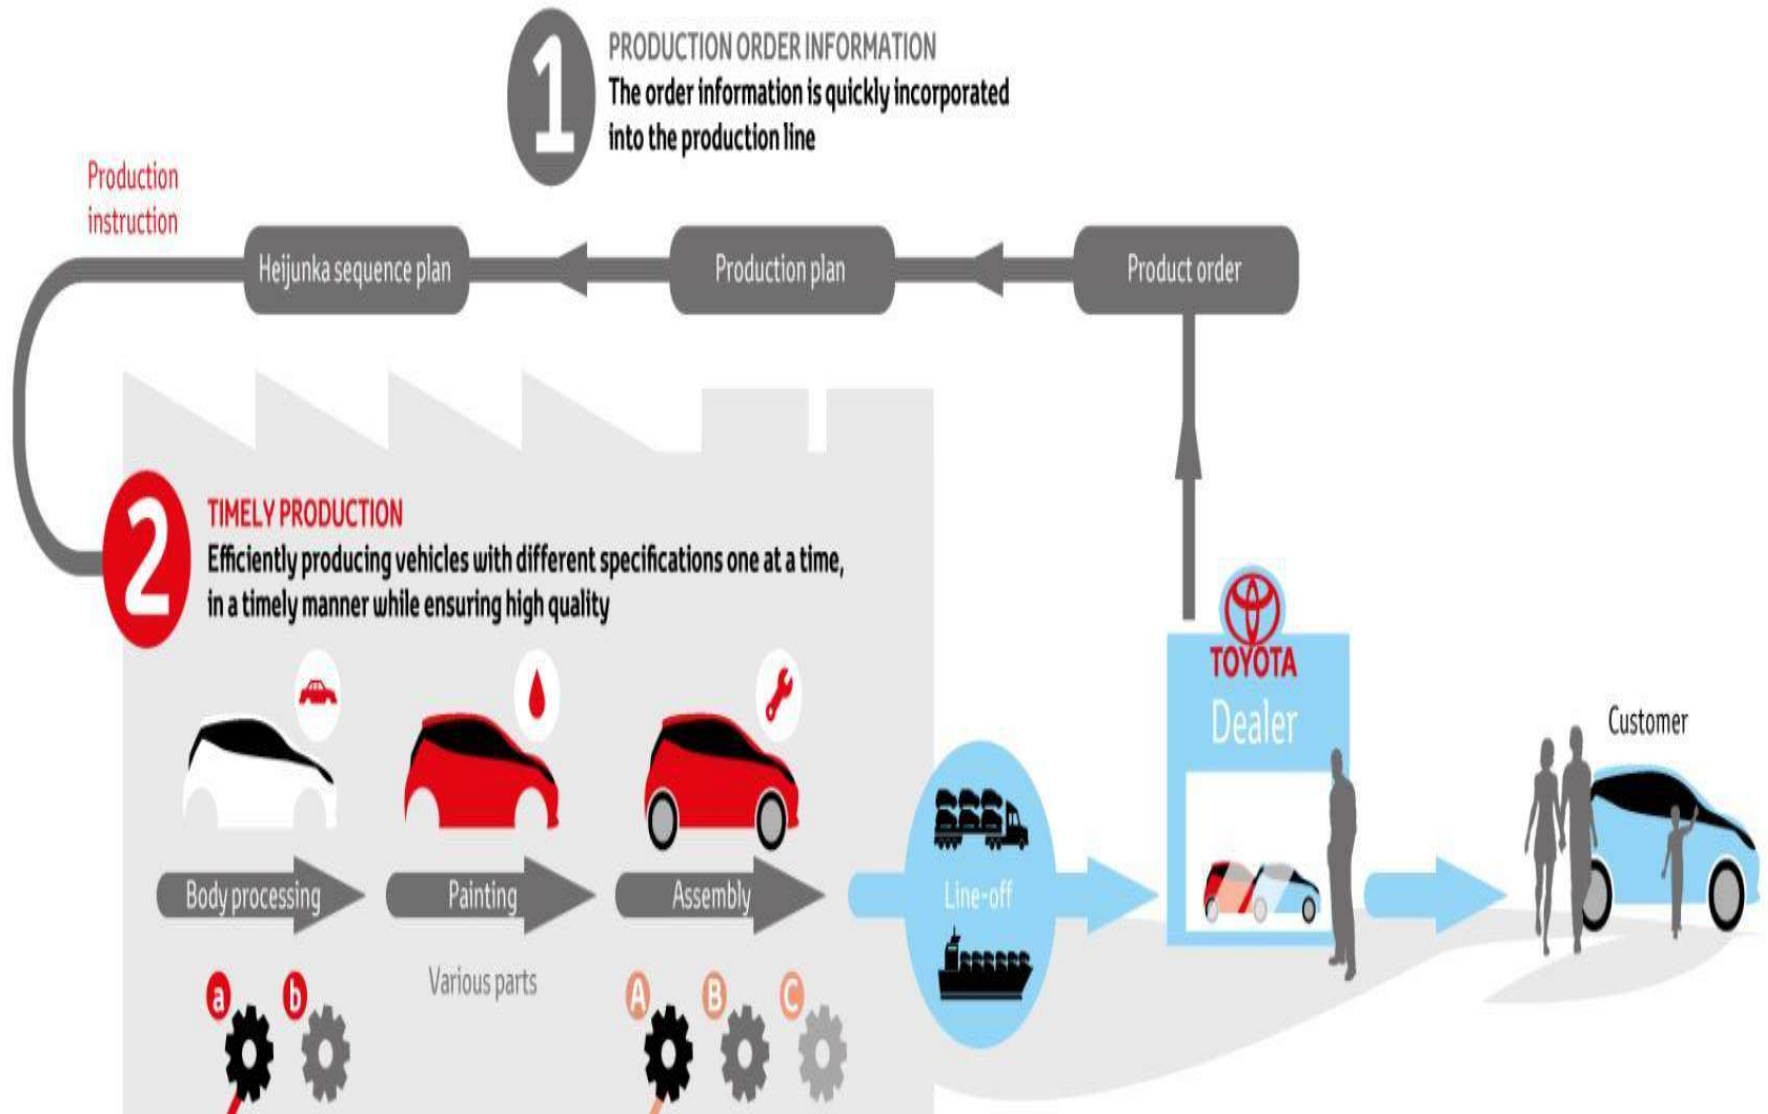 1
PRODUCTION ORDER INFORMATION
The order information is quickly incorporated
into the production line
Production
instruction
Heijunka sequence plan
Production plan
Product order
2
TIMELY PRODUCTION
Efficiently producing vehicles with different specifications one at a time,
in a timely manner while ensuring high quality
TOYOTA
Dealer
Customer
Body processing
Painting
Assembly
Line-off
a
b
Various parts
A
B
C